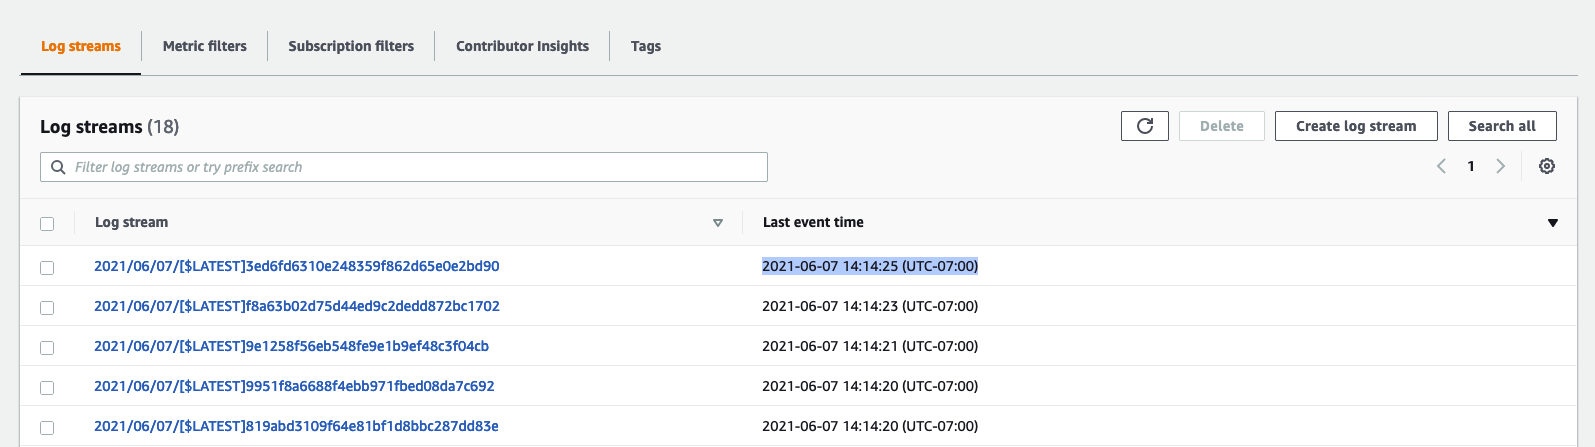 Log streams Metric filters Subscription filters Contributor Insights Tags
Log streams (18) Delete Create log stream Search all
Filter log streams or try prefix search 1
Log stream Last event time
2021/06/07/[$LATEST]3ed6fd6310e248359f862d65e0e2bd90 2021-06-07 14:14:25 (UTC-07:00)
2021/06/07/[$LATEST]f8a63b02d75d44ed9c2dedd872bc1702 2021-06-07 14:14:23 (UTC-07:00)
2021/06/07/[$LATEST]9e1258f56eb548fe9e1b9ef48c3f04cb 2021-06-07 14:14:21 (UTC-07:00)
2021/06/07/[$LATEST]9951f8a6688f4ebb971fbed08da7c692 2021-06-07 14:14:20 (UTC-07:00)
2021/06/07/[$LATEST]819abd3109f64e81bf1d8bbc287dd83e 2021-06-07 14:14:20 (UTC-07:00)